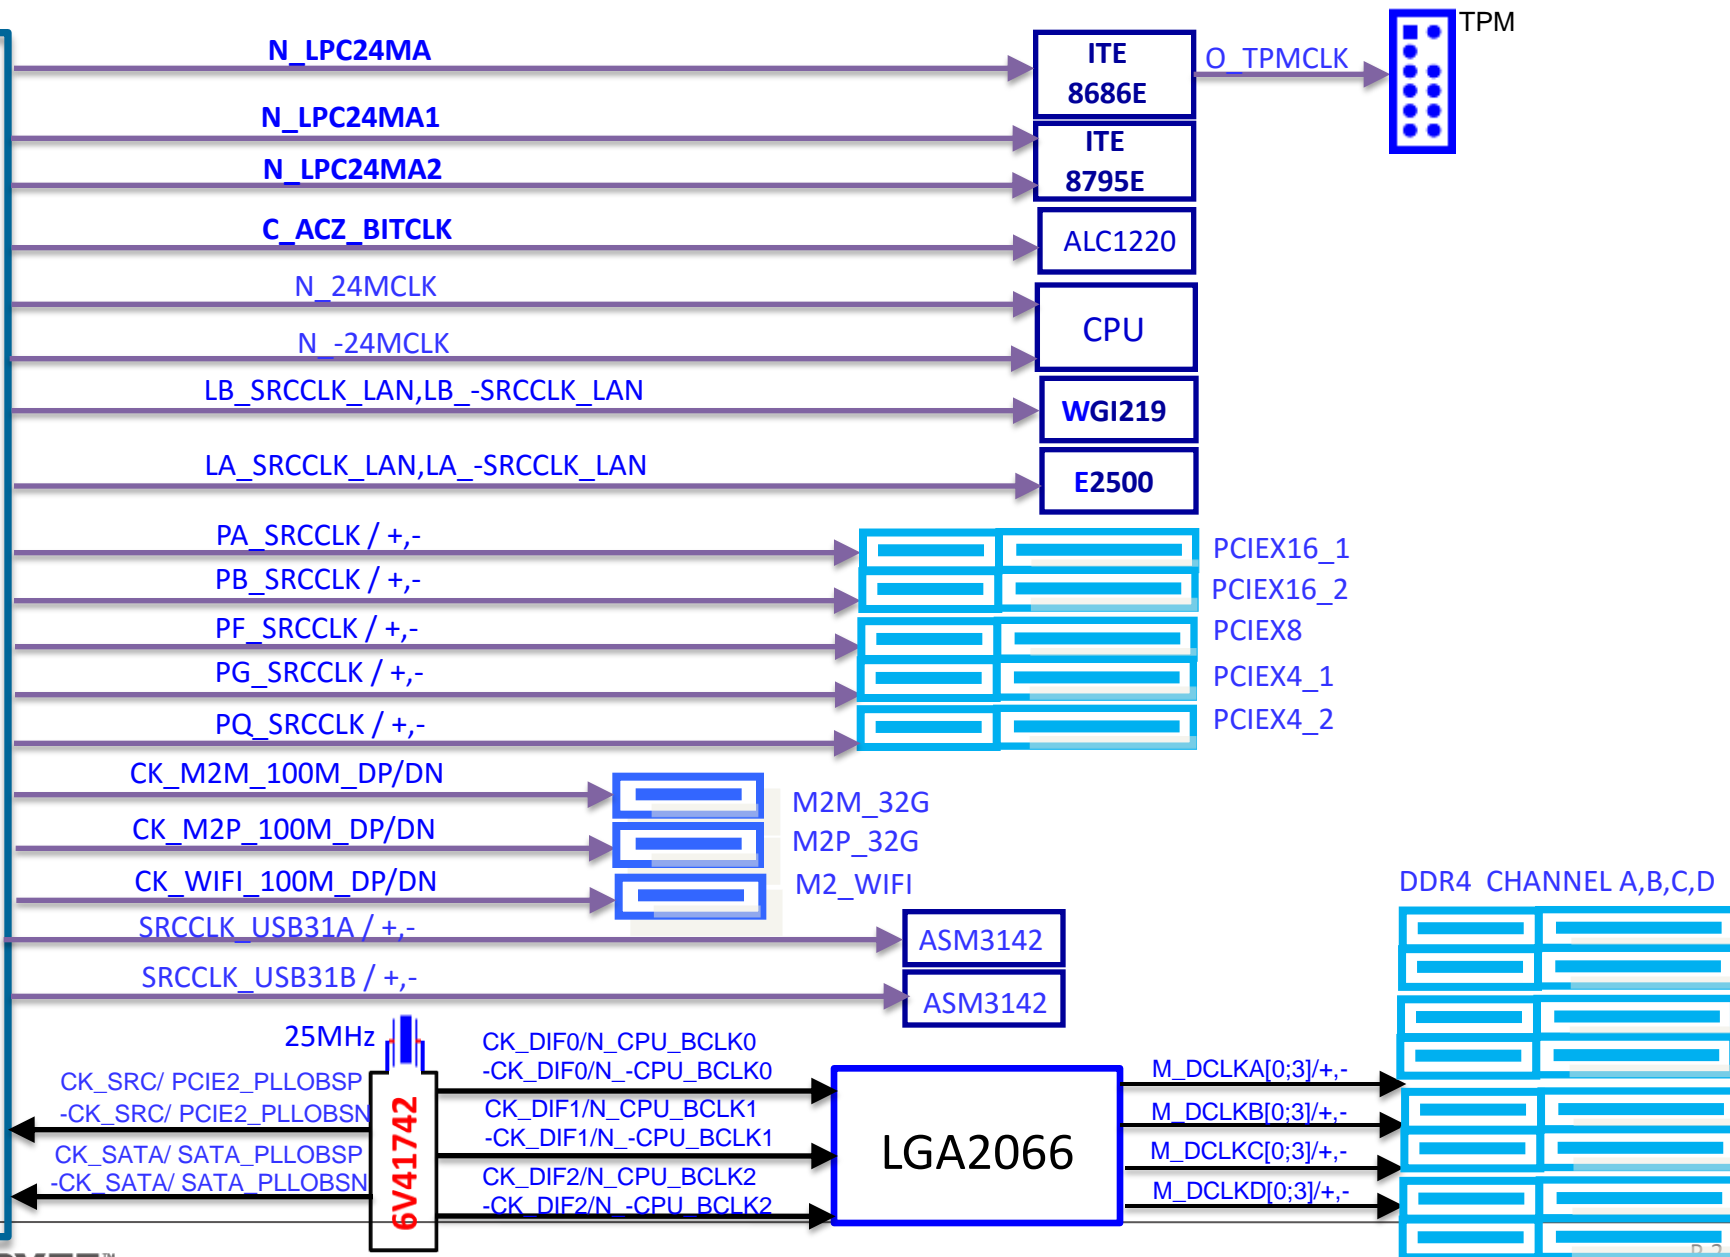 TPM
N_LPC24MA
ITE
8686E
O_TPMCLK
N_LPC24MA1
ITE
8795E
N_LPC24MA2
C_ACZ_BITCLK
ALC1220
N_24MCLK
CPU
N_-24MCLK
LB_SRCCLK_LAN,LB_-SRCCLK_LAN
WGI219
LA_SRCCLK_LAN,LA_-SRCCLK_LAN
E2500
PA_SRCCLK / +,-
PCIEX16_1
PB_SRCCLK / +,-
PCIEX16_2
PF_SRCCLK / +,-
PCIEX8
PG_SRCCLK / +,-
PCIEX4_1
PQ_SRCCLK / +,-
PCIEX4_2
CK_M2M_100M_DP/DN
M2M_32G
CK_M2P_100M_DP/DN
M2P_32G
CK_WIFI_100M_DP/DN
M2_WIFI
DDR4 CHANNEL A,B,C,D
SRCCLK_USB31A / +,-
ASM3142
SRCCLK_USB31B / +,-
ASM3142
25MHz
6V41742
CK_SRC/ PCIE2_PLLOBSP
-CK_SRC/ PCIE2_PLLOBSN
CK_SATA/ SATA_PLLOBSP
-CK_SATA/ SATA_PLLOBSN
CK_DIF0/N_CPU_BCLK0
-CK_DIF0/N_-CPU_BCLK0
CK_DIF1/N_CPU_BCLK1
-CK_DIF1/N_-CPU_BCLK1
CK_DIF2/N_CPU_BCLK2
-CK_DIF2/N_-CPU_BCLK2
LGA2066
M_DCLKA[0;3]/+,-
M_DCLKB[0;3]/+,-
M_DCLKC[0;3]/+,-
M_DCLKD[0;3]/+,-